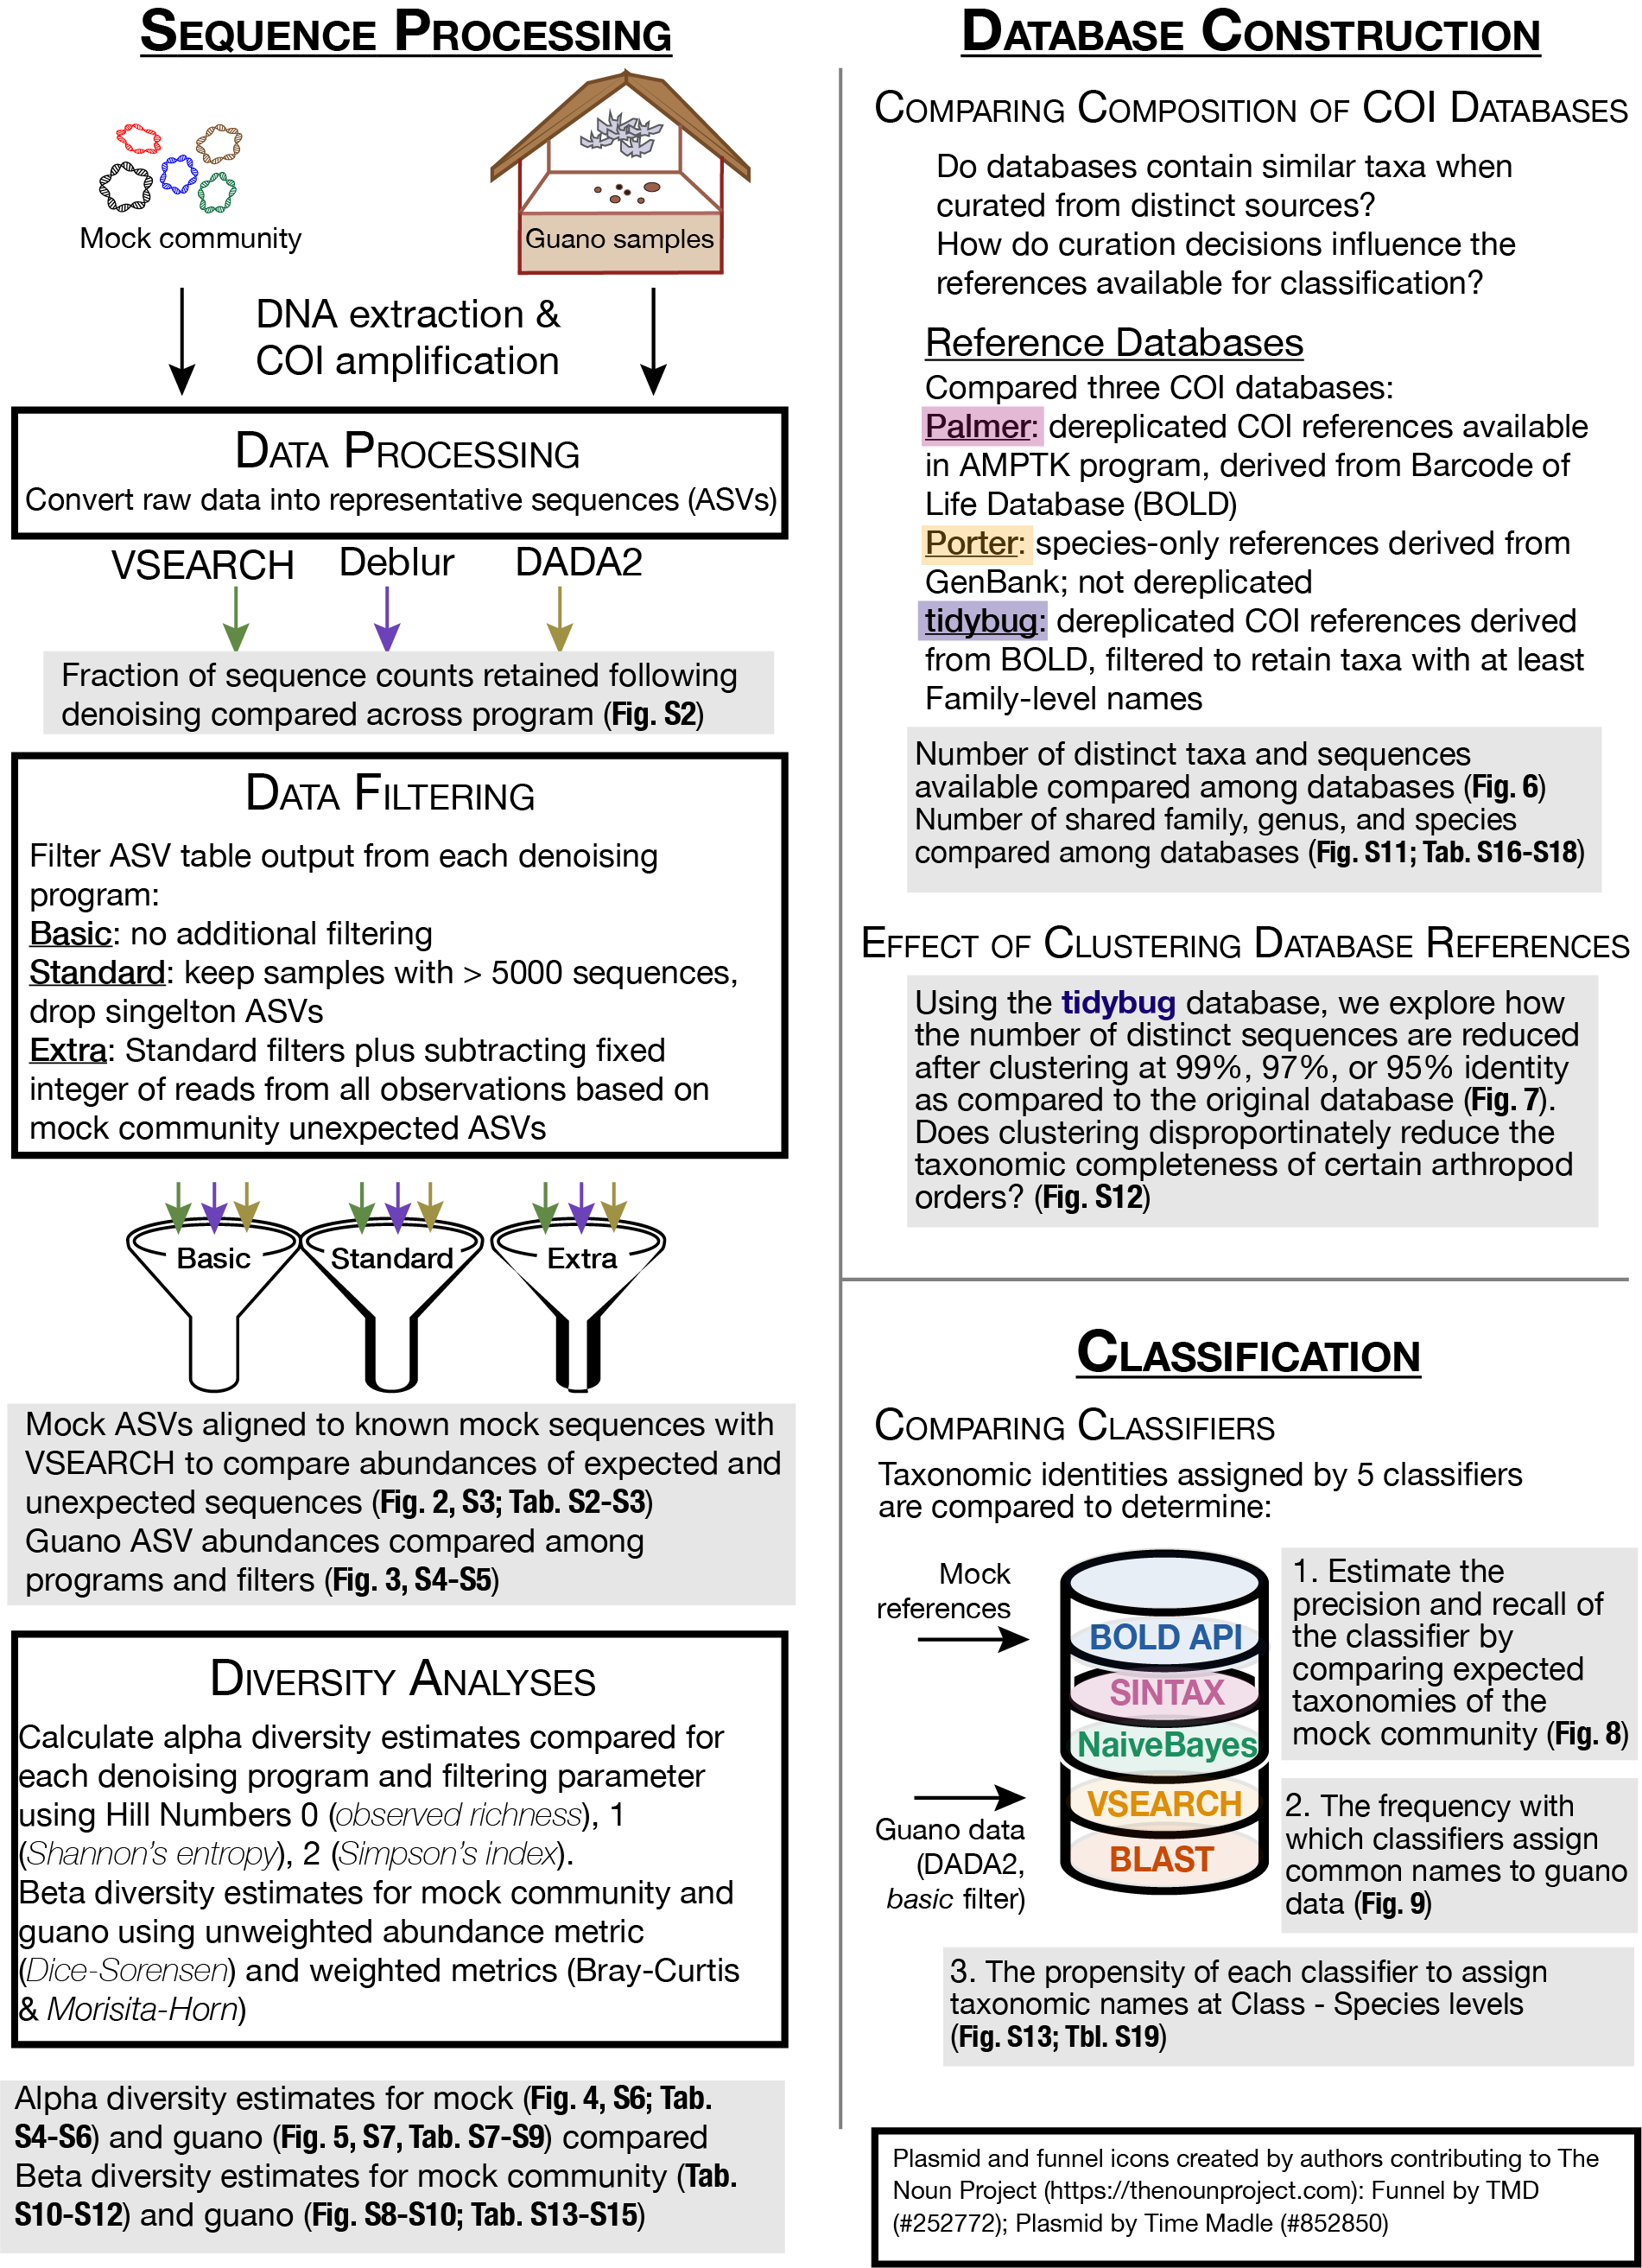 SEQUENCE PROCESSING
Mock community
Guano samples
DNA extraction &
COI amplification
DATA PROCESSING
Convert raw data into representative sequences (ASVs)
VSEARCH Deblur DADA2
Fraction of sequence counts retained following
denoising compared across program (Fig. S2)
DATA FILTERING
Filter ASV table output from each denoising
program:
Basic: no additional filtering
Standard: keep samples with > 5000 sequences,
drop singelton ASVs
Extra: Standard filters plus subtracting fixed
integer of reads from all observations based on
mock community unexpected ASVs
Basic Standard Extra
Mock ASVs aligned to known mock sequences with
VSEARCH to compare abundances of expected and
unexpected sequences (Fig. 2, S3; Tab. S2-S3)
Guano ASV abundances compared among
programs and filters (Fig. 3, S4-S5)
DIVERSITY ANALYSES
Calculate alpha diversity estimates compared for
each denoising program and filtering parameter
using Hill Numbers 0 (observed richness), 1
(Shannon's entropy), 2 (Simpson's index).
Beta diversity estimates for mock community and
guano using unweighted abundance metric
(Dice-Sorensen) and weighted metrics (Bray-Curtis
& Morisita-Horn)
Alpha diversity estimates for mock (Fig. 4, S6; Tab.
S4-S6) and guano (Fig. 5, S7, Tab. S7-S9) compared
Beta diversity estimates for mock community (Tab.
S10-S12) and guano (Fig. S8-S10; Tab. S13-S15)
DATABASE CONSTRUCTION
COMPARING COMPOSITION OF COI DATABASES
Do databases contain similar taxa when
curated from distinct sources?
How do curation decisions influence the
references available for classification?
Reference Databases
Compared three COI databases:
Palmer: dereplicated COI references available
in AMPTK program, derived from Barcode of
Life Database (BOLD)
Porter: species-only references derived from
GenBank; not dereplicated
tidybug: dereplicated COI references derived
from BOLD, filtered to retain taxa with at least
Family-level names
Number of distinct taxa and sequences
available compared among databases (Fig. 6)
Number of shared family, genus, and species
compared among databases (Fig. S11; Tab. S16-S18)
EFFECT OF CLUSTERING DATABASE REFERENCES
Using the tidybug database, we explore how
the number of distinct sequences are reduced
after clustering at 99%, 97%, or 95% identity
as compared to the original database (Fig. 7).
Does clustering disproportinately reduce the
taxonomic completeness of certain arthropod
orders? (Fig. S12)
CLASSIFICATION
COMPARING CLASSIFIERS
Taxonomic identities assigned by 5 classifiers
are compared to determine:
Mock
references
Guano data
(DADA2,
basic filter)
BOLD API
SINTAX
NaiveBayes
VSEARCH
BLAST
1. Estimate the
precision and recall of
the classifier by
comparing expected
taxonomies of the
mock community (Fig. 8)
2. The frequency with
which classifiers assign
common names to guano
data (Fig. 9)
3. The propensity of each classifier to assign
taxonomic names at Class - Species levels
(Fig. S13; Tbl. S19)
Plasmid and funnel icons created by authors contributing to The
Noun Project (https://thenounproject.com): Funnel by TMD
(#252772); Plasmid by Time Madle (#852850)